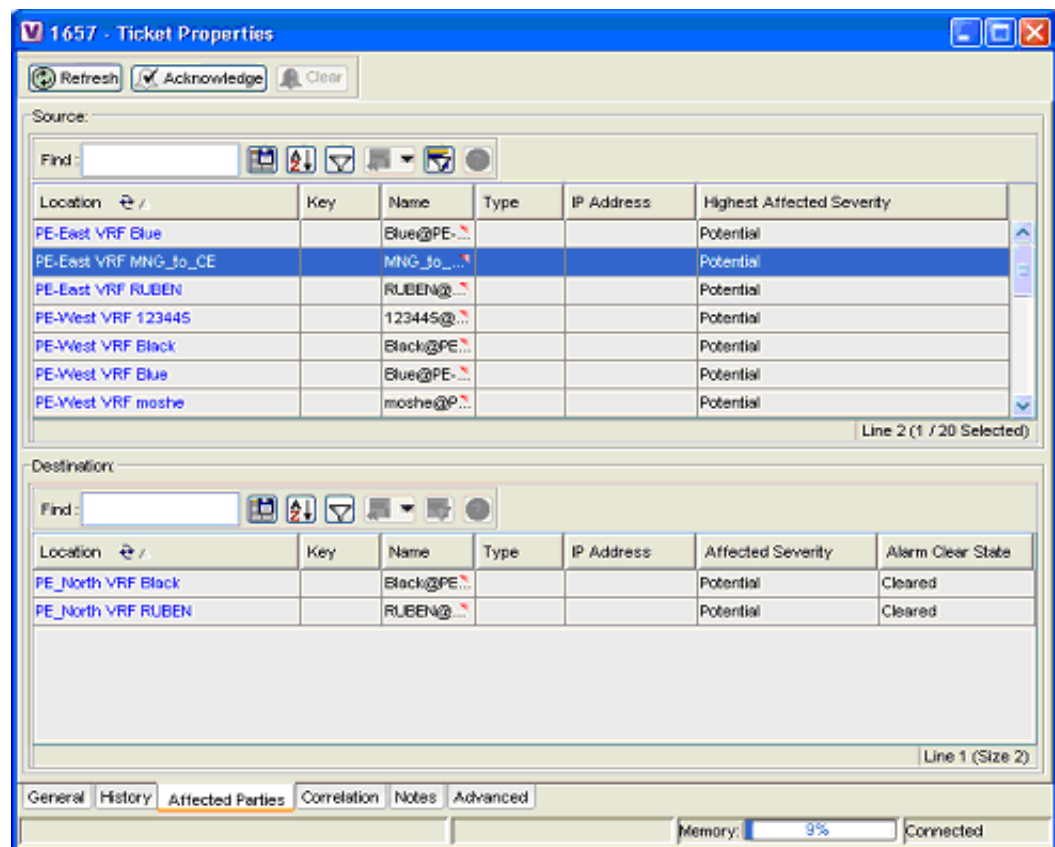 1657 - Ticket Properties
Refresh Acknowledge Clear
Source:
Find :
Location Key Name Type IP Address Highest Affected Severity
PE-East VRF Blue Blue@PE-... Potential
PE-East VRF MNG_to_CE MNG_to_... Potential
PE-East VRF RUBEN RUBEN@... Potential
PE-West VRF 123445 123445@... Potential
PE-West VRF Black Black@PE... Potential
PE-West VRF Blue Blue@PE-... Potential
PE-West VRF moshe moshe@P... Potential
Line 2 (1 / 20 Selected)
Destination:
Find :
Location Key Name Type IP Address Affected Severity Alarm Clear State
PE_North VRF Black Black@PE... Potential Cleared
PE_North VRF RUBEN RUBEN@... Potential Cleared
Line 1 (Size 2)
General History Affected Parties Correlation Notes Advanced
Memory: 9% Connected